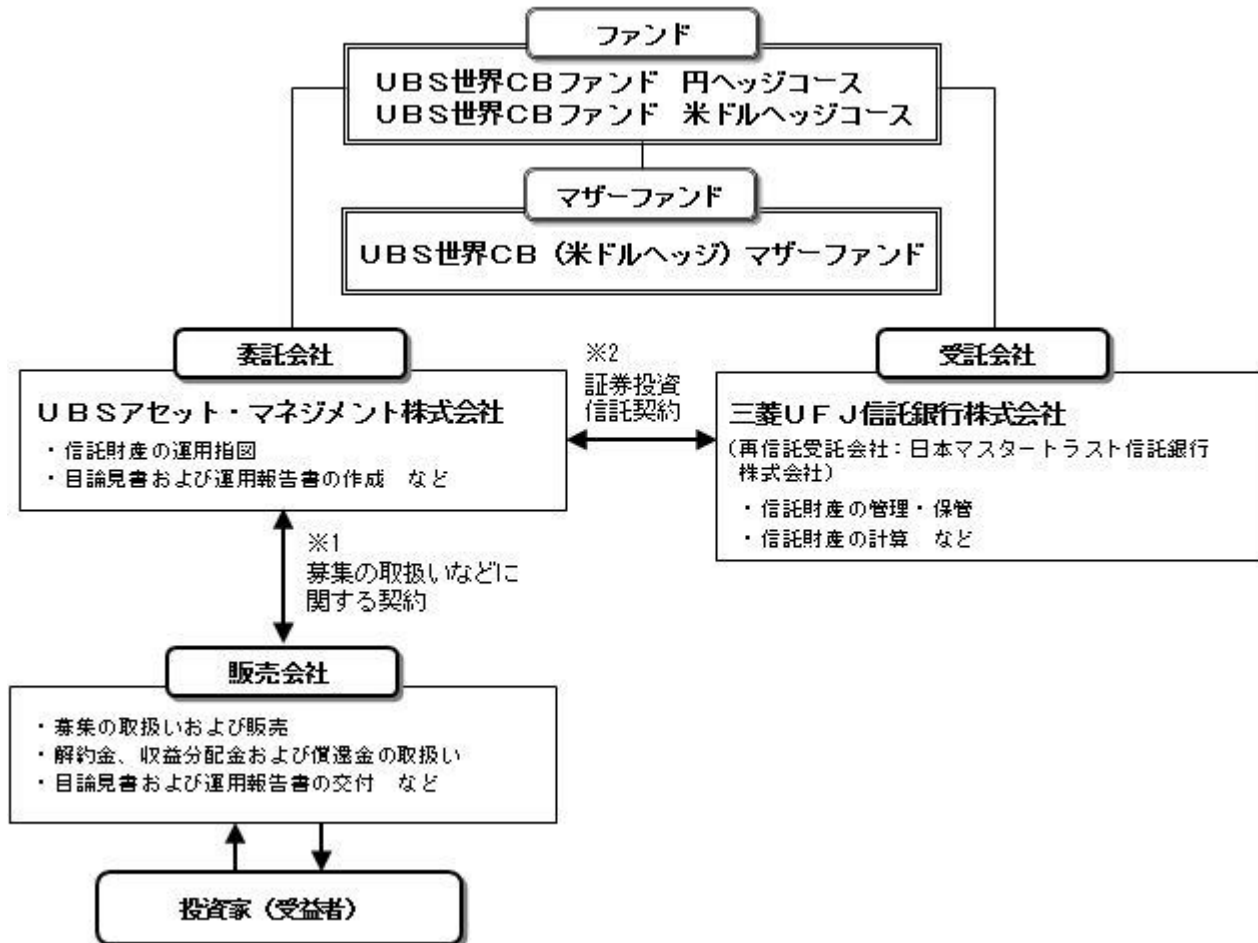 ファンド
UBS世界CBファンド 円ヘッジコース
UBS世界CBファンド 米ドルヘッジコース
マザーファンド
UBS世界CB(米ドルヘッジ)マザーファンド
委託会社
UBSアセット・マネジメント株式会社
・信託財産の運用指図
・目論見書および運用報告書の作成 など
※2
証券投資
信託契約
受託会社
三菱UFJ信託銀行株式会社
(再信託受託会社:日本マスタートラスト信託銀行
株式会社)
・信託財産の管理・保管
・信託財産の計算 など
※1
募集の取扱いなどに
関する契約
販売会社
・募集の取扱いおよび販売
・解約金、収益分配金および償還金の取扱い
・目論見書および運用報告書の交付 など
投資家(受益者)